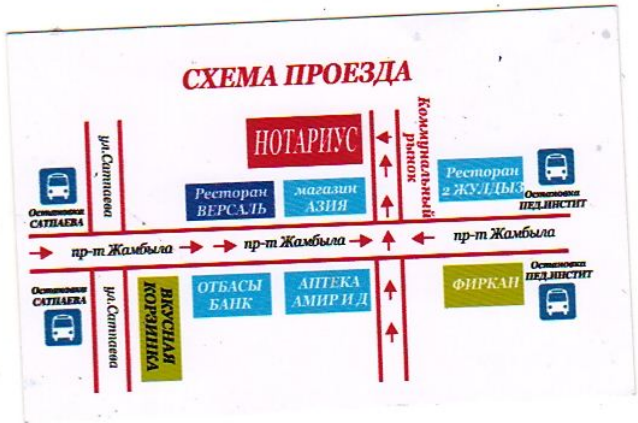 СХЕМА ПРОЕЗДА
ул.Сатпаева
НОТАРИУС
Коммунальный
рынок
Остановка
САТПАЕВА
Ресторан
ВЕРСАЛЬ
магазин
АЗИЯ
Ресторан
2 ЖУЛДЫЗ
Остановка
ПЕД.ИНСТИТ
пр-т Жамбыла
пр-т Жамбыла
пр-т Жамбыла
Остановка
САТПАЕВА
ул.Сатпаева
ВКУСНАЯ
КОРЗИНКА
ОТБАСЫ
БАНК
АПТЕКА
АМИР И Д
ФИРКАН
Остановка
ПЕД.ИНСТИТ